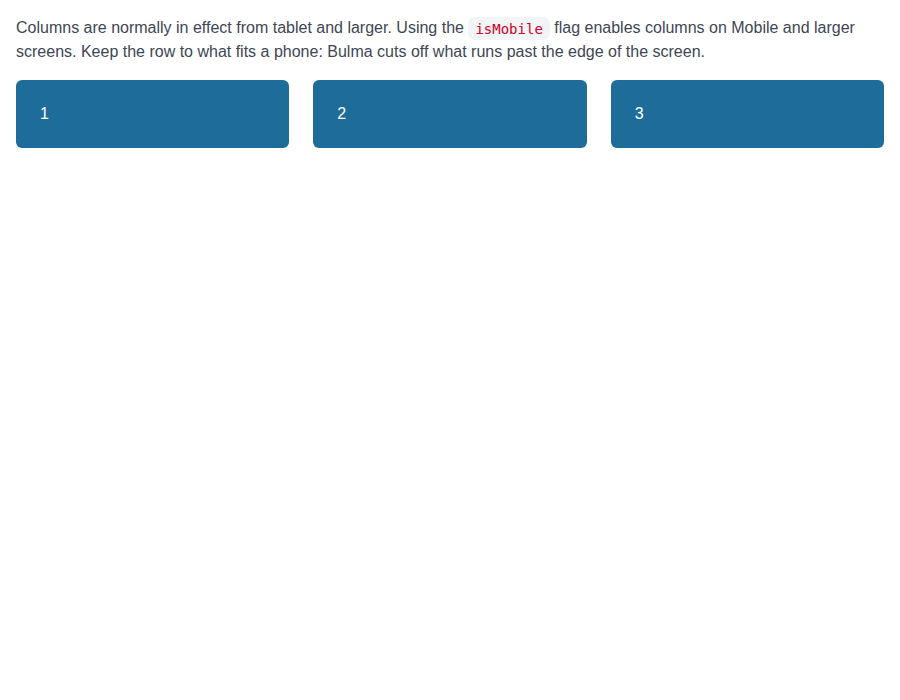 Columns are normally in effect from tablet and larger. Using the isMobile flag enables columns on Mobile and larger
screens. Keep the row to what fits a phone: Bulma cuts off what runs past the edge of the screen.
1 2 3